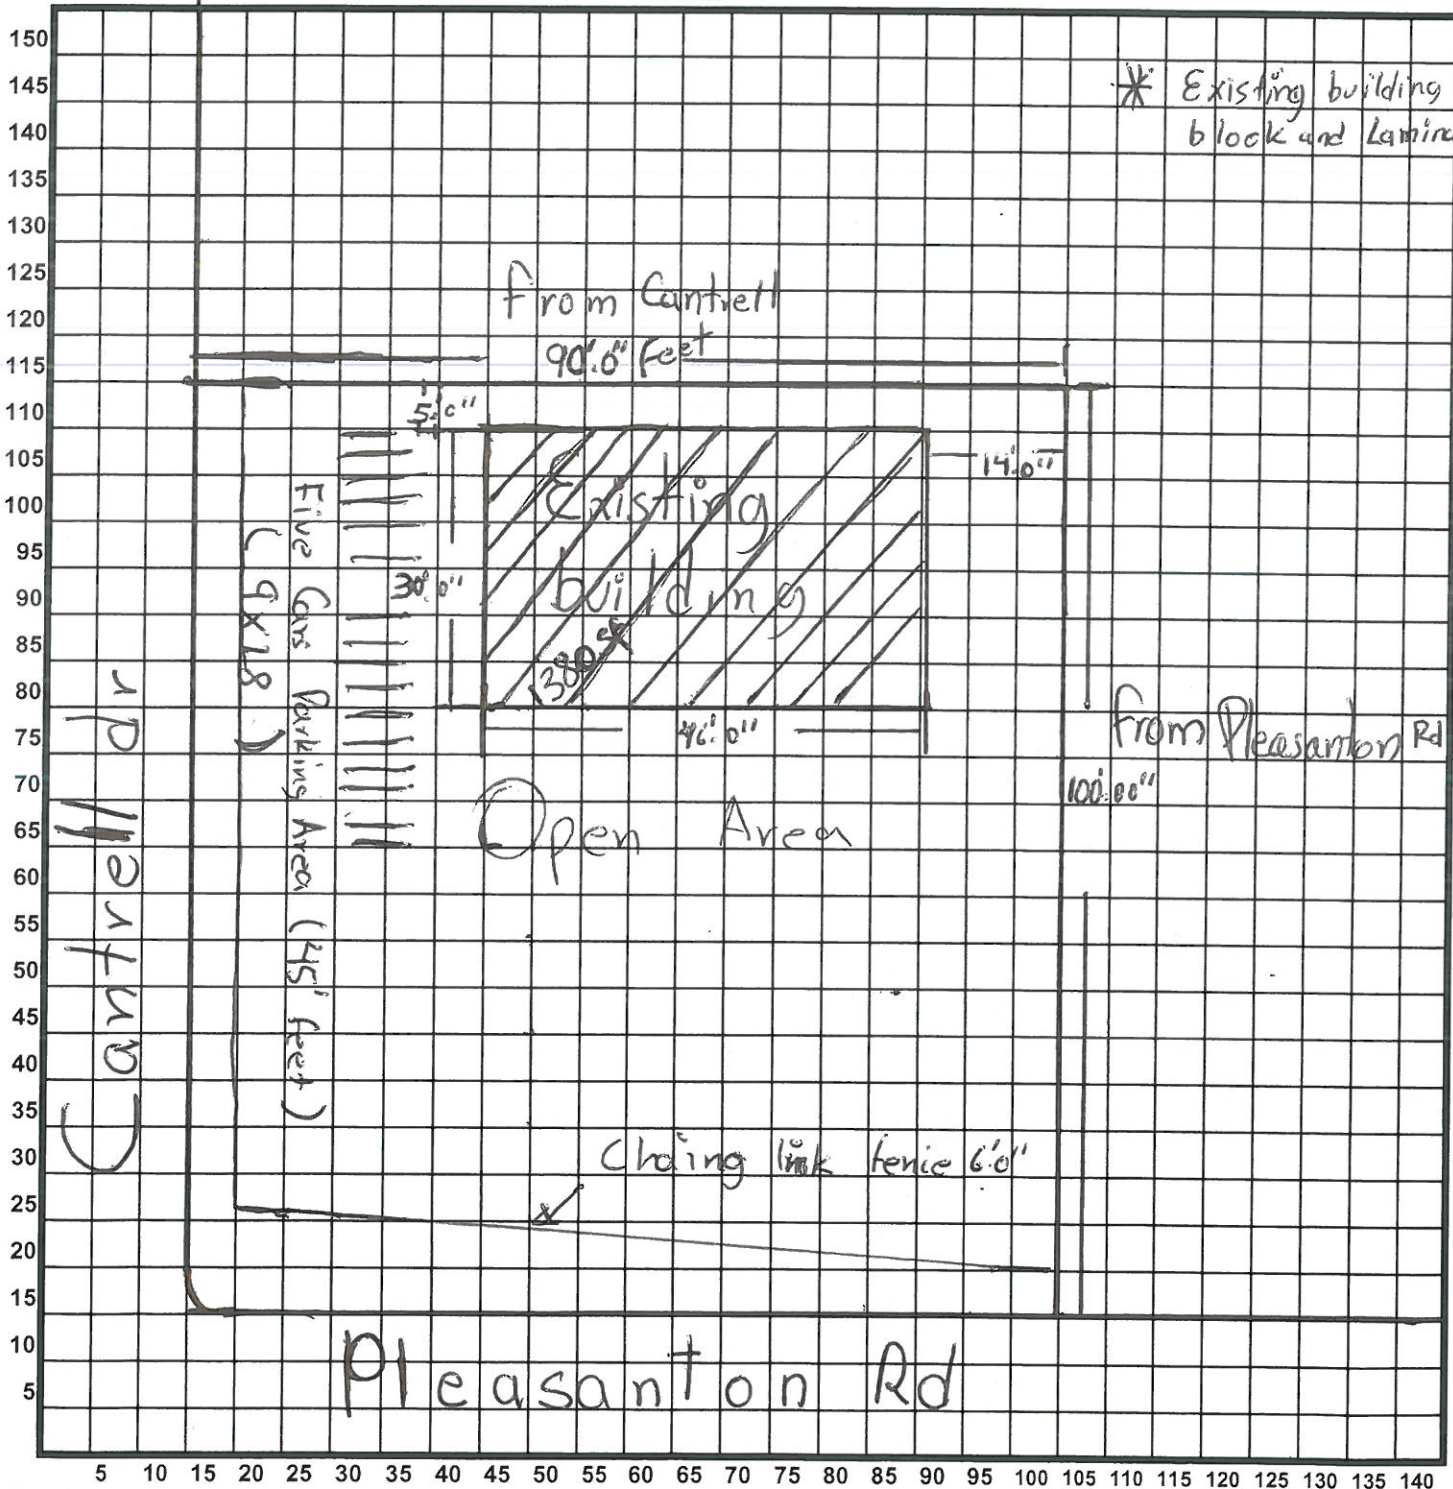 150
145
140
135
130
125
120
115
110
105
100
95
90
85
80
75
70
65
60
55
50
45
40
35
30
25
20
15
10
5
* Existing building
block and Lamina
from Cantrell
90'.0" Feet
5'.0"
14'.0"
Existing
building
1380
30'.0"
46'.0"
Five Cars Parking Area (45' feet)
(9x18)
Cantrell dr
from Pleasanton Rd
100'.00"
Open Area
Chaing link fenie 6'.0"
Pleasanton Rd
5 10 15 20 25 30 35 40 45 50 55 60 65 70 75 80 85 90 95 100 105 110 115 120 125 130 135 140